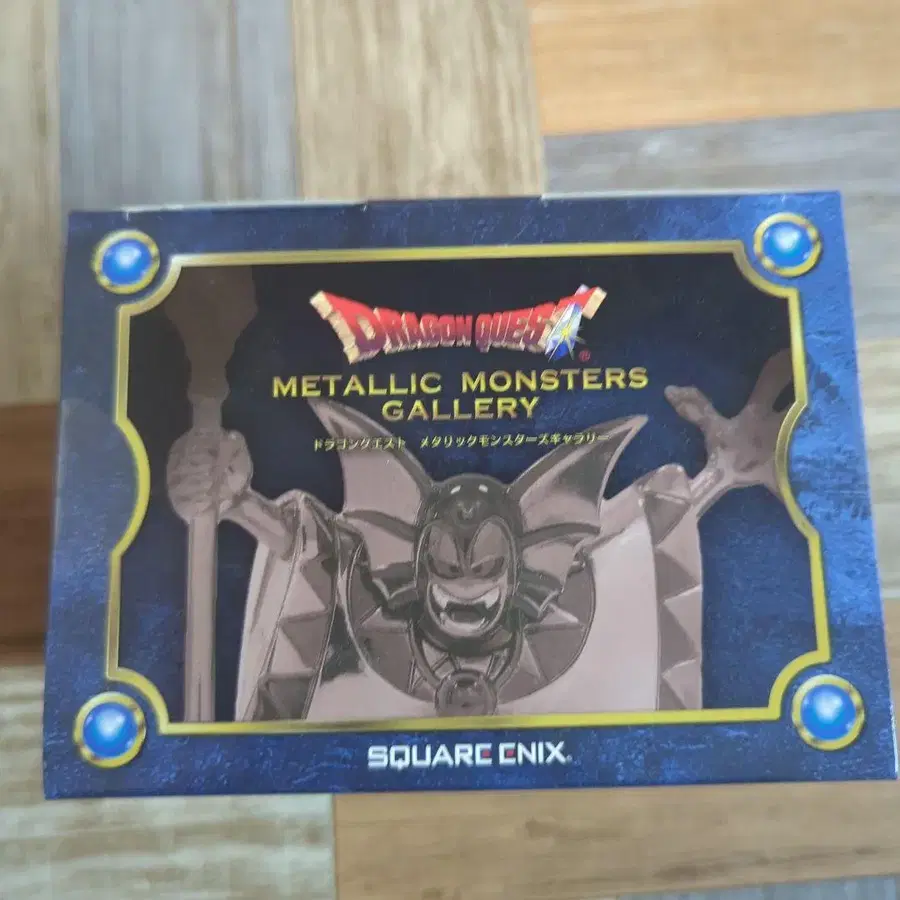 DRAGON QUEST
METALLIC MONSTERS
GALLERY
ドラゴンクエスト メタリックモンスターズギャラリー
SQUARE ENIX